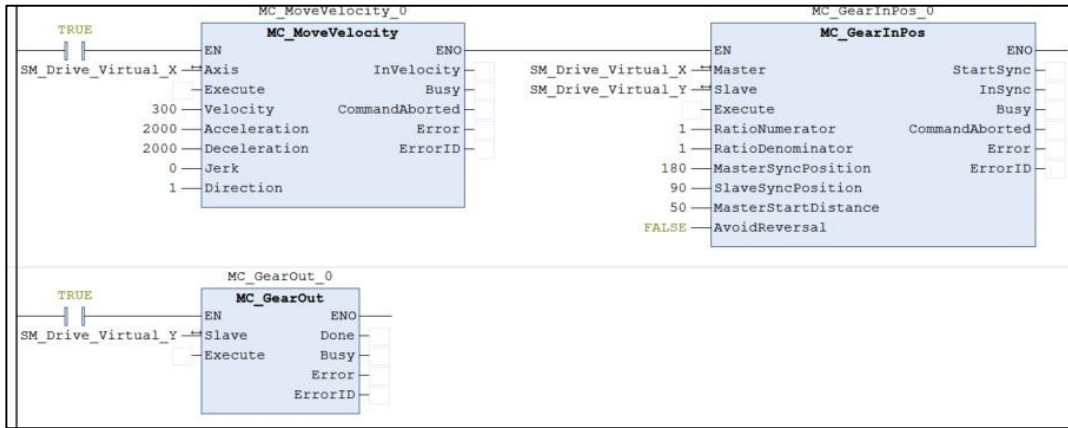 MC_MoveVelocity_0 MC_GearInPos_0
TRUE MC_MoveVelocity MC_GearInPos
EN ENO EN ENO
SM_Drive_Virtual_X Axis InVelocity SM_Drive_Virtual_X Master StartSync
Execute Busy SM_Drive_Virtual_Y Slave InSync
300 Velocity CommandAborted Execute Busy
2000 Acceleration Error 1 RatioNumerator CommandAborted
2000 Deceleration ErrorID 1 RatioDenominator Error
0 Jerk 180 MasterSyncPosition ErrorID
1 Direction 90 SlaveSyncPosition
50 MasterStartDistance
FALSE AvoidReversal
MC_GearOut_0
TRUE MC_GearOut
EN ENO
SM_Drive_Virtual_Y Slave Done
Execute Busy
Error
ErrorID